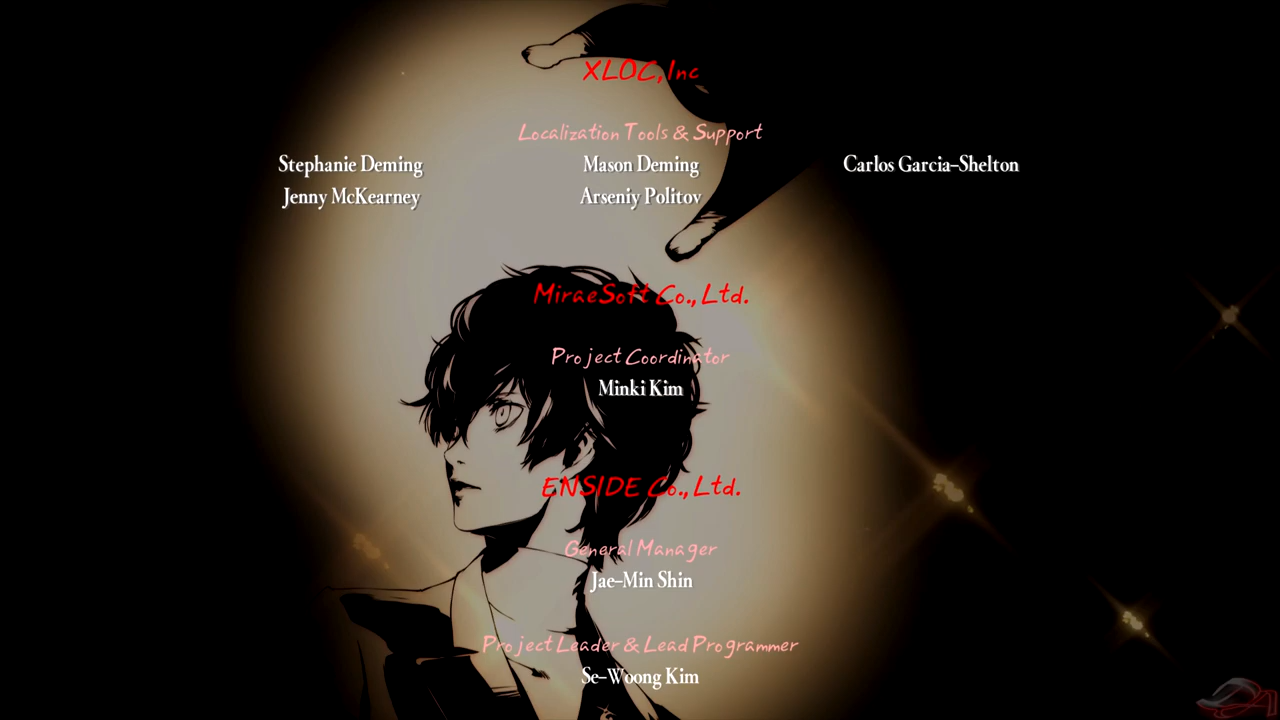 XLOC,Inc
Localization Tools & Support
Stephanie Deming Mason Deming Carlos Garcia-Shelton
Jenny McKearney Arseniy Politov
MiraeSoft Co., Ltd.
Project Coordinator
Minki Kim
ENSIDE Co., Ltd.
General Manager
Jae-Min Shin
Project Leader & Lead Programmer
Se-Woong Kim